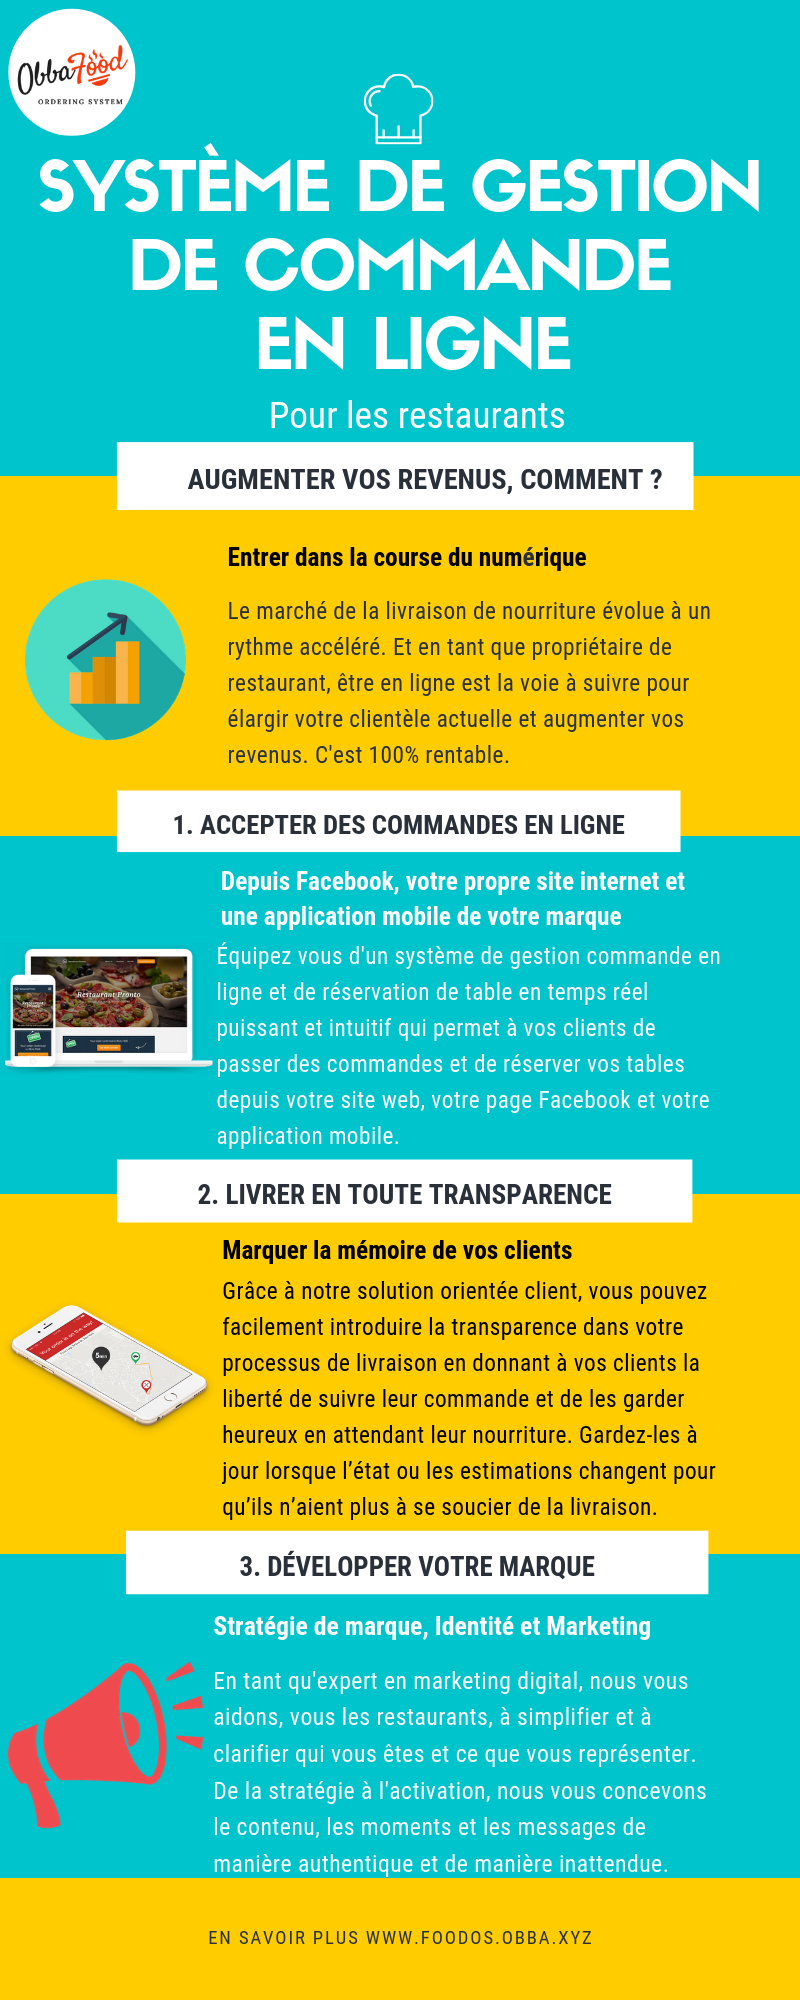 ObbaFood
ORDERING SYSTEM
SYSTÈME DE GESTION
DE COMMANDE
EN LIGNE
Pour les restaurants
AUGMENTER VOS REVENUS, COMMENT ?
Entrer dans la course du numérique
Le marché de la livraison de nourriture évolue à un
rythme accéléré. Et en tant que propriétaire de
restaurant, être en ligne est la voie à suivre pour
élargir votre clientèle actuelle et augmenter vos
revenus. C'est 100% rentable.
1. ACCEPTER DES COMMANDES EN LIGNE
Depuis Facebook, votre propre site internet et
une application mobile de votre marque
Équipez vous d'un système de gestion commande en
ligne et de réservation de table en temps réel
puissant et intuitif qui permet à vos clients de
passer des commandes et de réserver vos tables
depuis votre site web, votre page Facebook et votre
application mobile.
Restaurant Pronto
2. LIVRER EN TOUTE TRANSPARENCE
Marquer la mémoire de vos clients
Grâce à notre solution orientée client, vous pouvez
facilement introduire la transparence dans votre
processus de livraison en donnant à vos clients la
liberté de suivre leur commande et de les garder
heureux en attendant leur nourriture. Gardez-les à
jour lorsque l’état ou les estimations changent pour
qu’ils n’aient plus à se soucier de la livraison.
Your order is on the way!
5min
3. DÉVELOPPER VOTRE MARQUE
Stratégie de marque, Identité et Marketing
En tant qu'expert en marketing digital, nous vous
aidons, vous les restaurants, à simplifier et à
clarifier qui vous êtes et ce que vous représenter.
De la stratégie à l'activation, nous vous concevons
le contenu, les moments et les messages de
manière authentique et de manière inattendue.
EN SAVOIR PLUS WWW.FOODOS.OBBA.XYZ